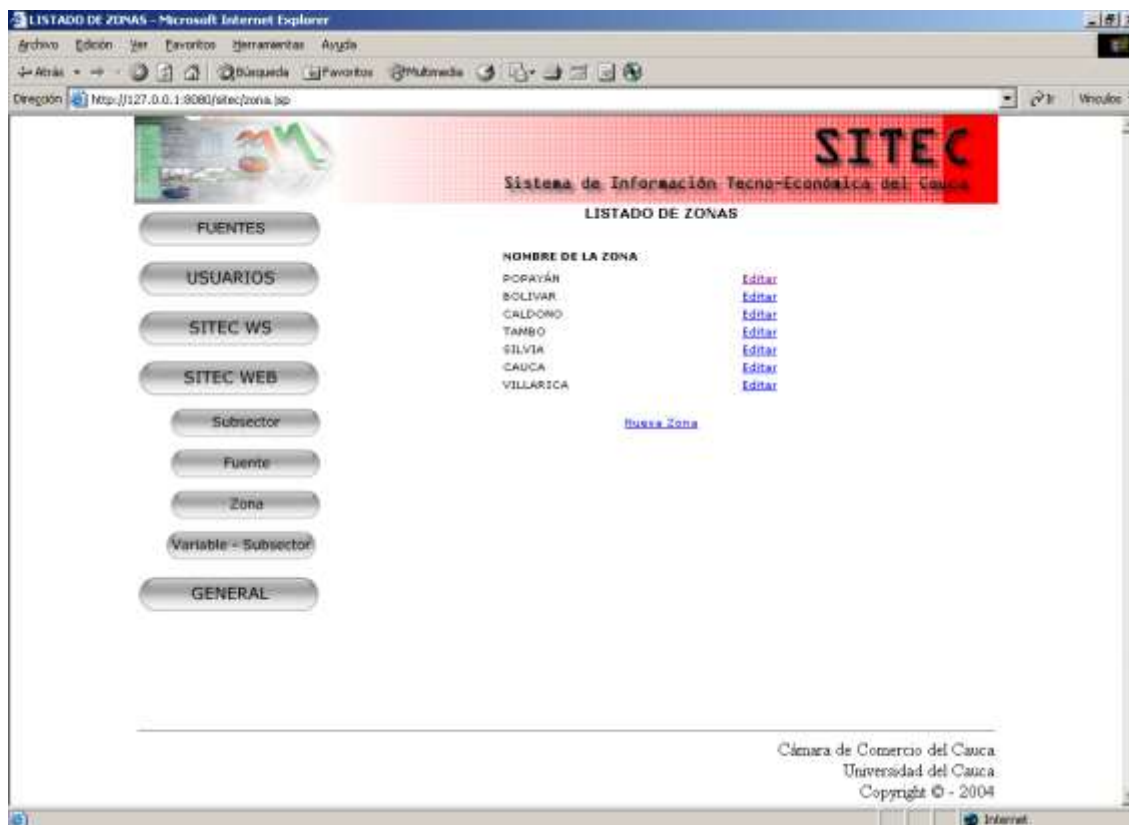 LISTADO DE ZONAS - Microsoft Internet Explorer
Archivo Edición Ver Favoritos Herramientas Ayuda
Atrás Búsqueda Favoritos Multimedia
Dirección http://127.0.0.1:8080/sitec/zona.jsp Ir Vínculos
SITEC
Sistema de Información Tecno-Económica del Cauca
LISTADO DE ZONAS
FUENTES
USUARIOS
SITEC WS
SITEC WEB
Subsector
Fuente
Zona
Variable - Subsector
GENERAL
NOMBRE DE LA ZONA
POPAYÁN Editar
BOLIVAR Editar
CALDONO Editar
TAMBO Editar
SILVIA Editar
CAUCA Editar
VILLARICA Editar
Nueva Zona
Cámara de Comercio del Cauca
Universidad del Cauca
Copyright © - 2004
Internet